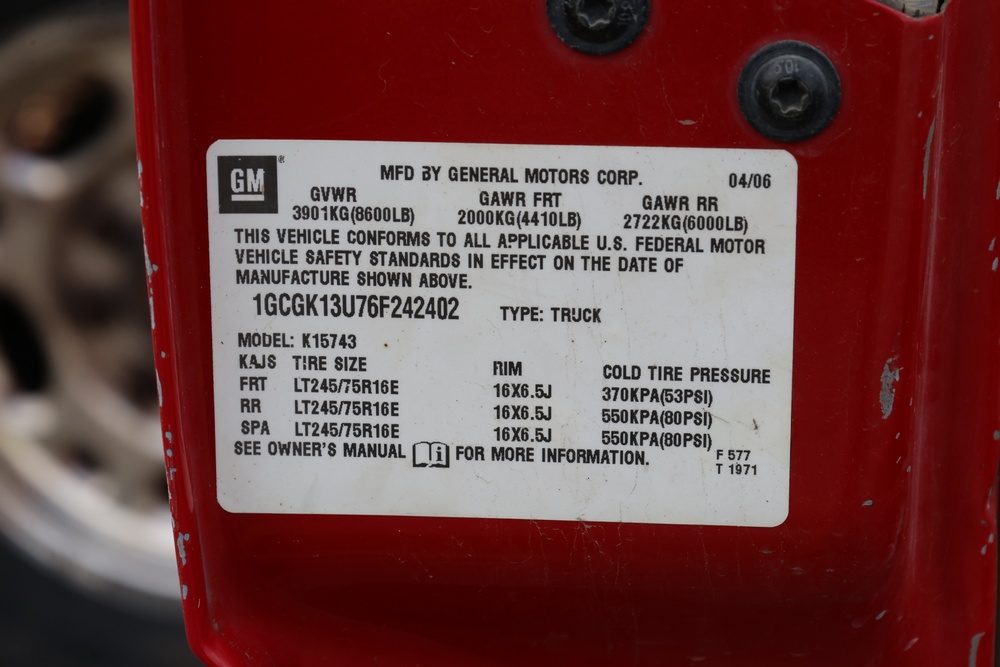 10.9
GM®
MFD BY GENERAL MOTORS CORP. 04/06
GVWR GAWR FRT GAWR RR
3901KG(8600LB) 2000KG(4410LB) 2722KG(6000LB)
THIS VEHICLE CONFORMS TO ALL APPLICABLE U.S. FEDERAL MOTOR
VEHICLE SAFETY STANDARDS IN EFFECT ON THE DATE OF
MANUFACTURE SHOWN ABOVE.
1GCGK13U76F242402 TYPE: TRUCK
MODEL: K15743
KAJS TIRE SIZE RIM COLD TIRE PRESSURE
FRT LT245/75R16E 16X6.5J 370KPA(53PSI)
RR LT245/75R16E 16X6.5J 550KPA(80PSI)
SPA LT245/75R16E 16X6.5J 550KPA(80PSI)
SEE OWNER'S MANUAL i FOR MORE INFORMATION. F 577
T 1971